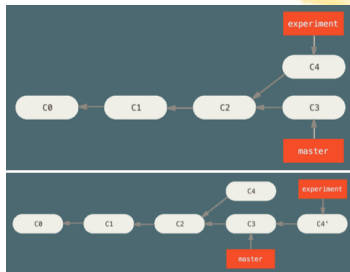 experiment
C4
C0 C1 C2 C3
master
C4 experiment
C0 C1 C2 C3 C4'
master